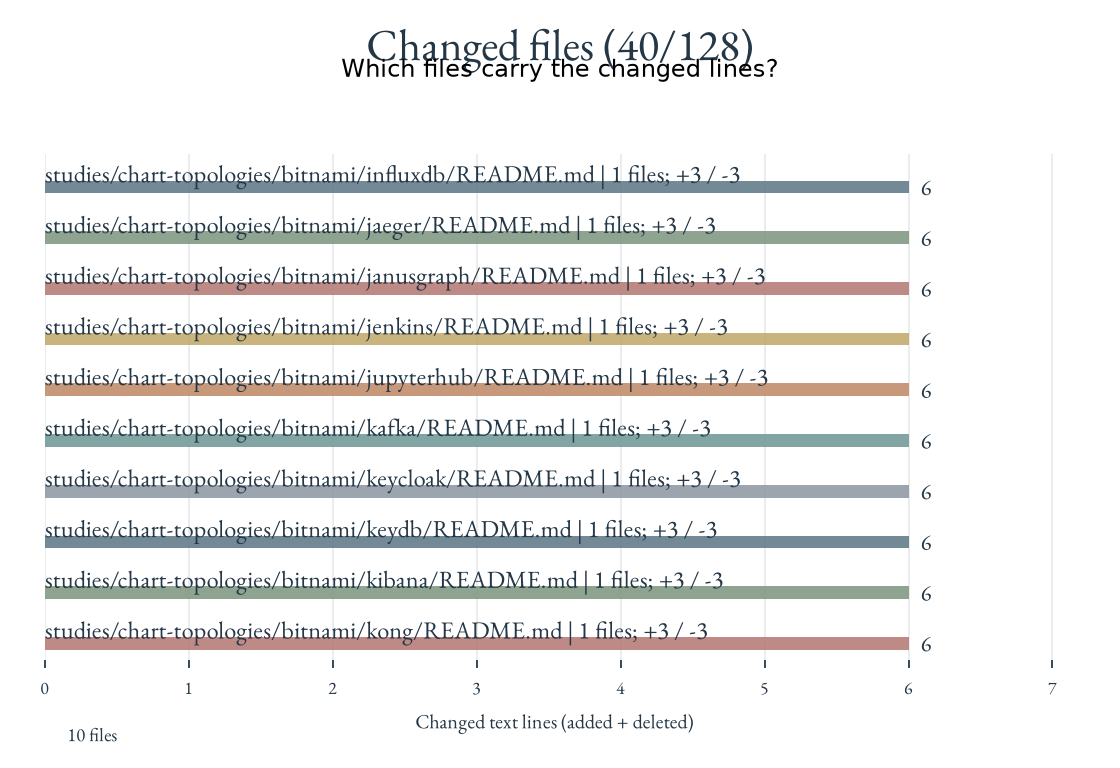 Changed files (40/128)
Which files carry the changed lines?
studies/chart-topologies/bitnami/influxdb/README.md | 1 files; +3 / -3
6
studies/chart-topologies/bitnami/jaeger/README.md | 1 files; +3 / -3
6
studies/chart-topologies/bitnami/janusgraph/README.md | 1 files; +3 / -3
6
studies/chart-topologies/bitnami/jenkins/README.md | 1 files; +3 / -3
6
studies/chart-topologies/bitnami/jupyterhub/README.md | 1 files; +3 / -3
6
studies/chart-topologies/bitnami/kafka/README.md | 1 files; +3 / -3
6
studies/chart-topologies/bitnami/keycloak/README.md | 1 files; +3 / -3
6
studies/chart-topologies/bitnami/keydb/README.md | 1 files; +3 / -3
6
studies/chart-topologies/bitnami/kibana/README.md | 1 files; +3 / -3
6
studies/chart-topologies/bitnami/kong/README.md | 1 files; +3 / -3
6
0 1 2 3 4 5 6 7
Changed text lines (added + deleted)
10 files